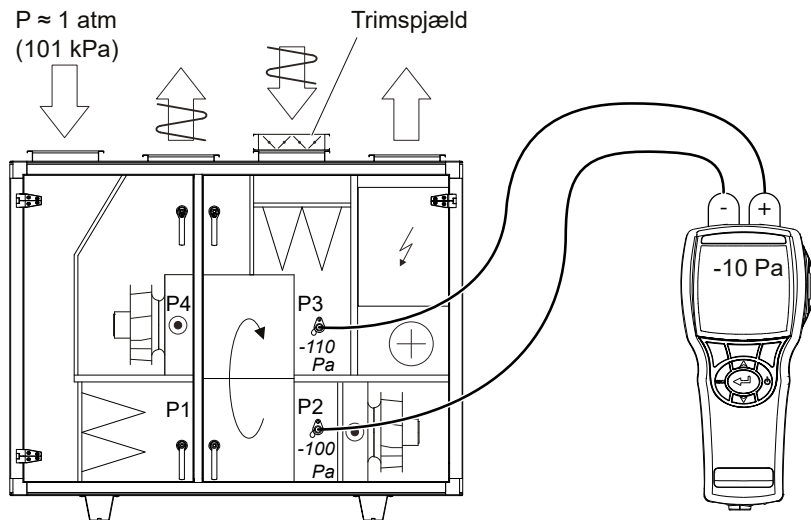 P ≈ 1 atm
(101 kPa)
Trimspjæld
- +
-10 Pa
P4
P3
-110
Pa
P1
P2
-100
Pa